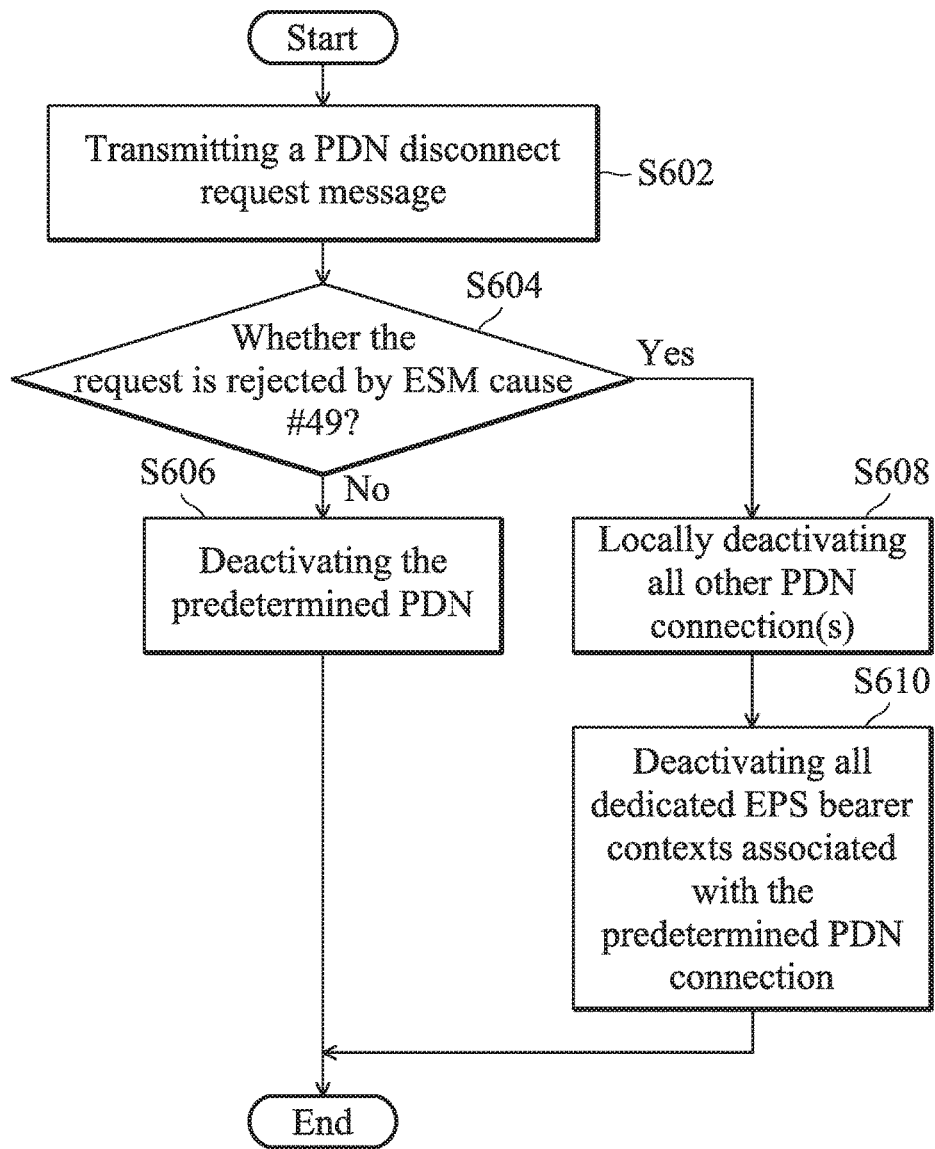 Start
Transmitting a PDN disconnect
request message
S602
S604
Whether the
request is rejected by ESM cause
#49?
Yes
No
S606
Deactivating the
predetermined PDN
S608
Locally deactivating
all other PDN
connection(s)
S610
Deactivating all
dedicated EPS bearer
contexts associated
with the
predetermined PDN
connection
End